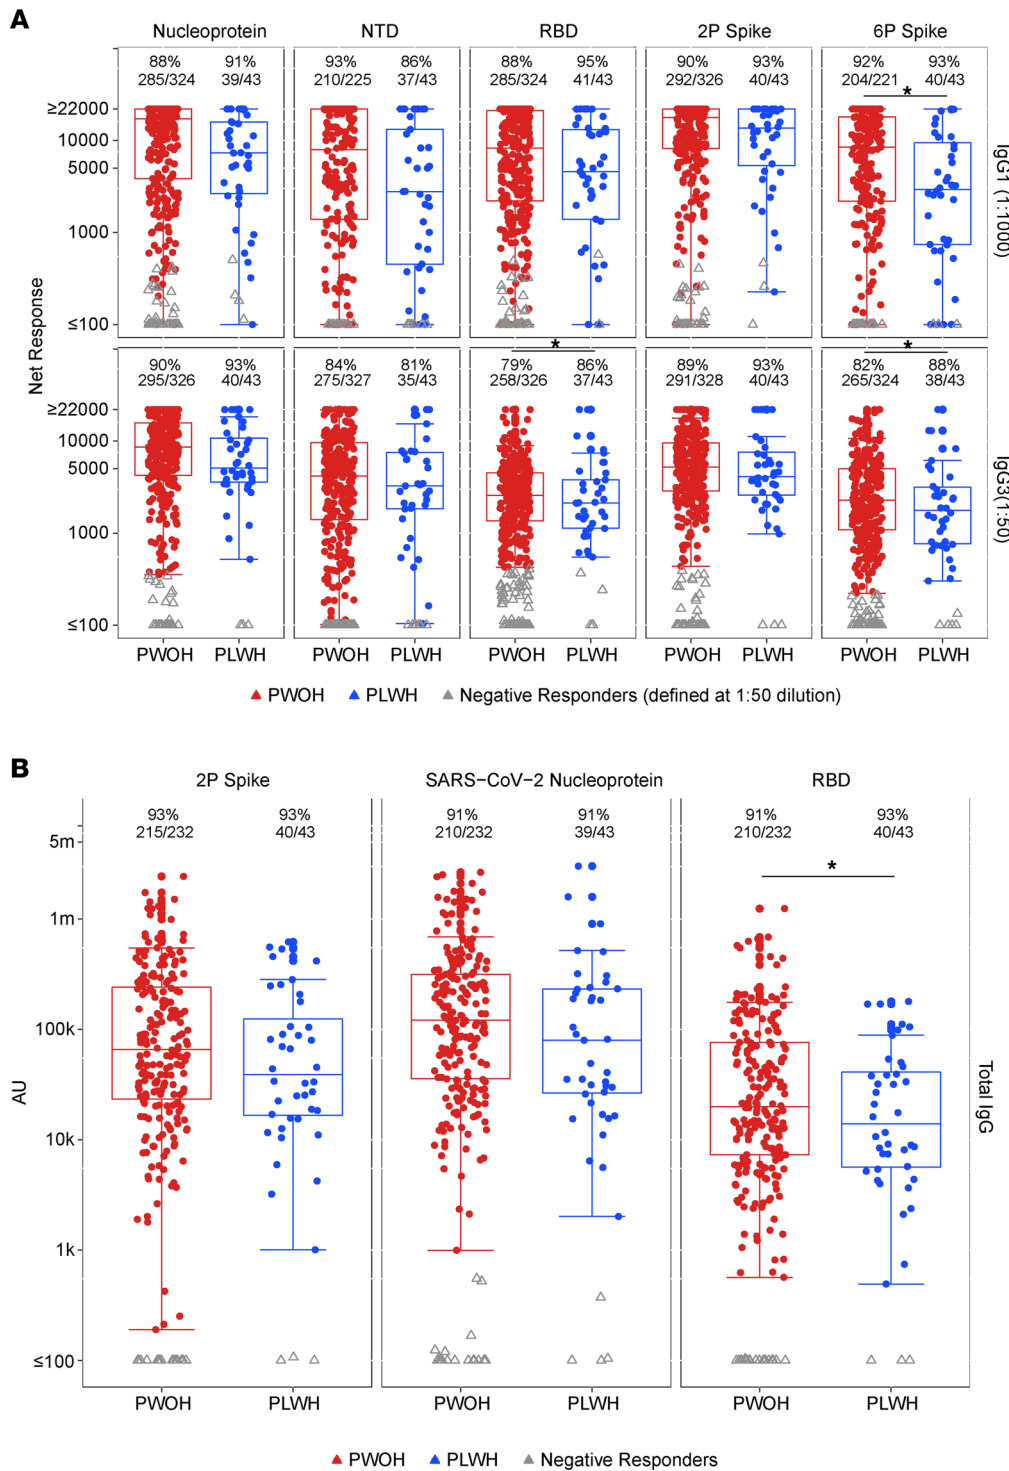 A
Nucleoprotein NTD RBD 2P Spike 6P Spike
88% 91% 93% 86% 88% 95% 90% 93% 92% 93%
285/324 39/43 210/225 37/43 285/324 41/43 292/326 40/43 204/221 40/43
*
≥22000
10000
5000
1000
≤100
IgG1 (1:1000)
Net Response
* *
90% 93% 84% 81% 79% 86% 89% 93% 82% 88%
295/326 40/43 275/327 35/43 258/326 37/43 291/328 40/43 265/324 38/43
≥22000
10000
5000
1000
≤100
IgG3(1:50)
PWOH PLWH PWOH PLWH PWOH PLWH PWOH PLWH PWOH PLWH
PWOH PLWH Negative Responders (defined at 1:50 dilution)
B
2P Spike SARS−CoV−2 Nucleoprotein RBD
93% 93% 91% 91% 91% 93%
215/232 40/43 210/232 39/43 210/232 40/43
*
5m
1m
100k
10k
1k
≤100
AU
Total IgG
PWOH PLWH PWOH PLWH PWOH PLWH
PWOH PLWH Negative Responders